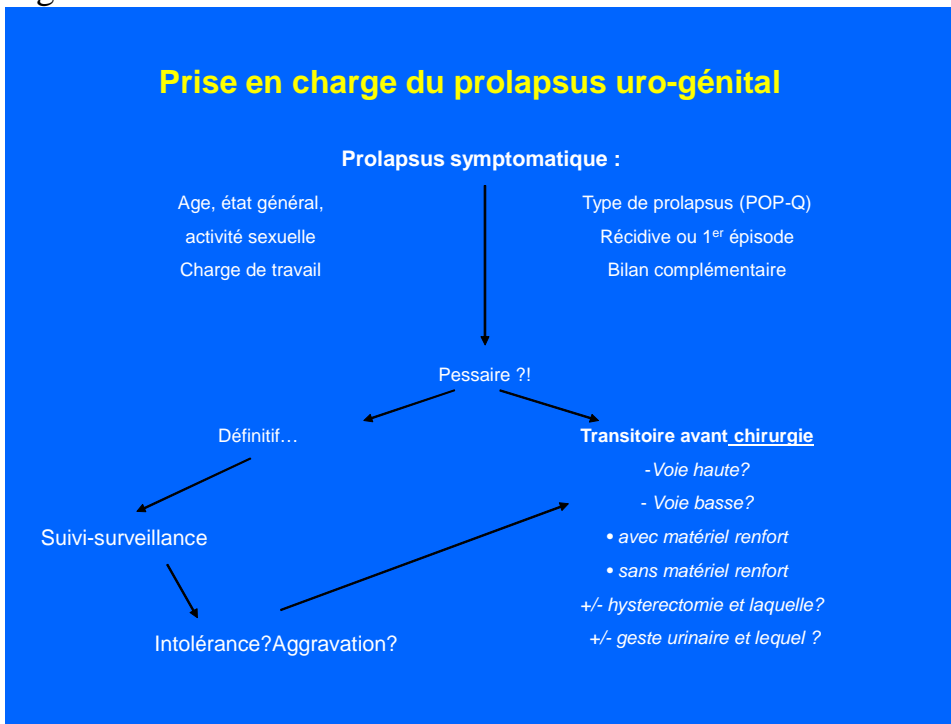 Prise en charge du prolapsus uro-génital
Prolapsus symptomatique :
Age, état général,
activité sexuelle
Charge de travail
Type de prolapsus (POP-Q)
Récidive ou 1er épisode
Bilan complémentaire
Pessaire ?!
Définitif…
Suivi-surveillance
Intolérance?Aggravation?
Transitoire avant chirurgie
-Voie haute?
- Voie basse?
• avec matériel renfort
• sans matériel renfort
+/- hysterectomie et laquelle?
+/- geste urinaire et lequel ?